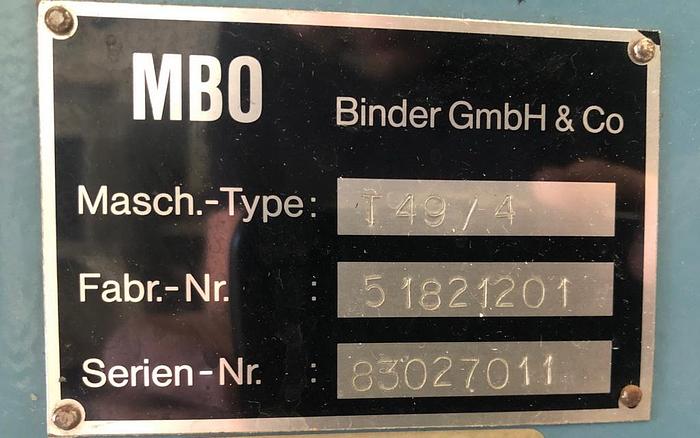 MBO Binder GmbH & Co
Masch.-Type: T 49 / 4
Fabr.-Nr. : 51821201
Serien-Nr. : 83027011